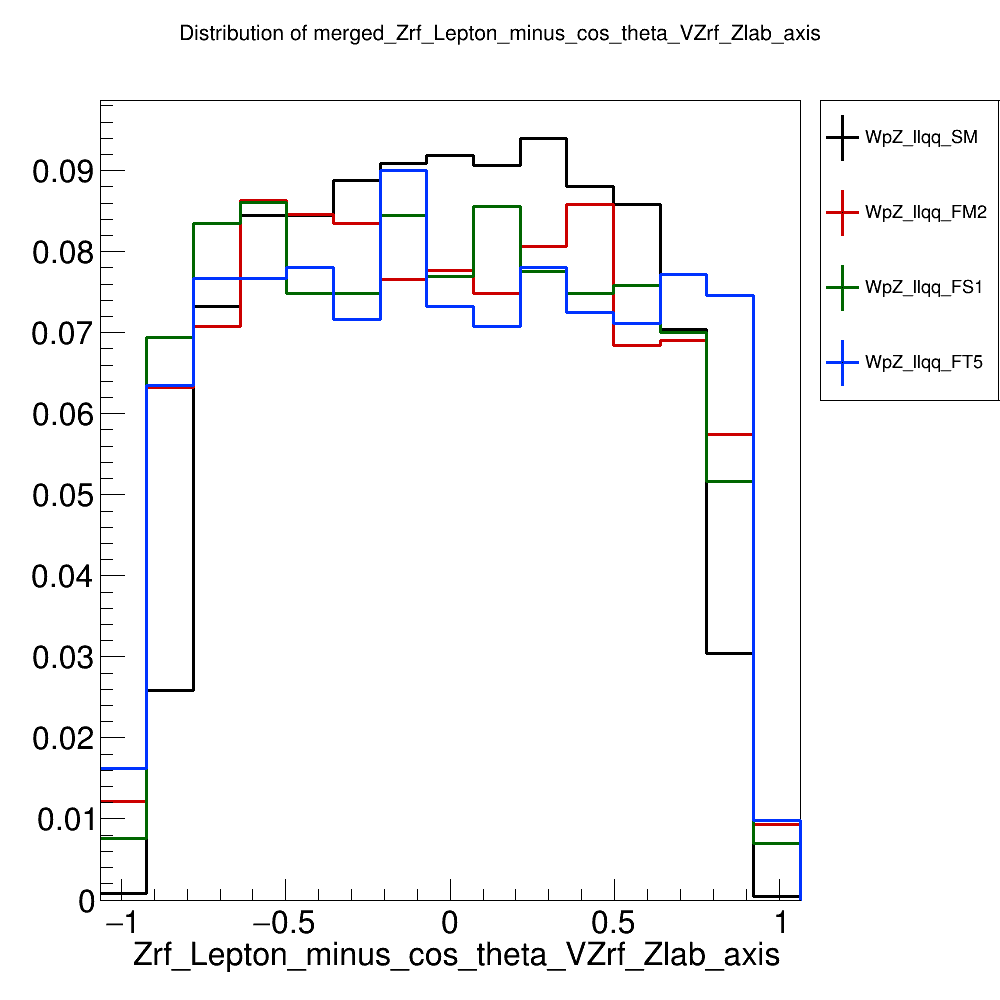 Distribution of merged_Zrf_Lepton_minus_cos_theta_VZrf_Zlab_axis
WpZ_llqq_SM
WpZ_llqq_FM2
WpZ_llqq_FS1
WpZ_llqq_FT5
0.09
0.08
0.07
0.06
0.05
0.04
0.03
0.02
0.01
0
−1 −0.5 0 0.5 1
Zrf_Lepton_minus_cos_theta_VZrf_Zlab_axis